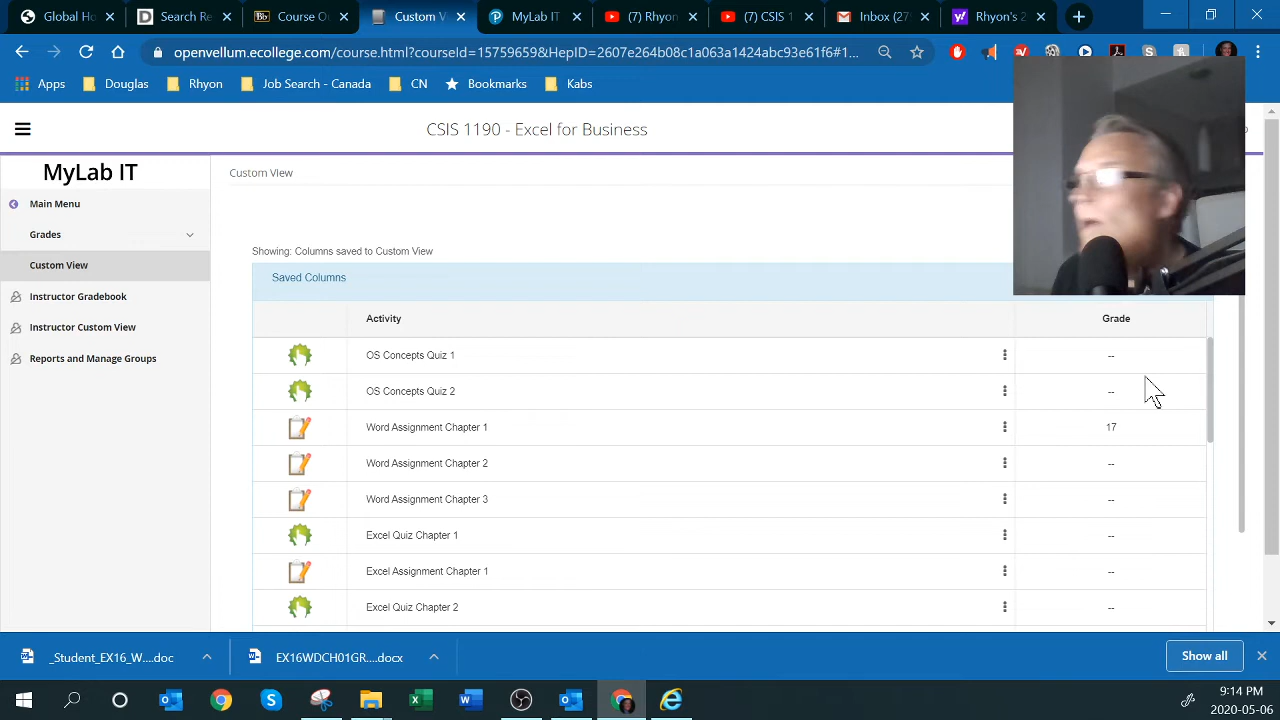 Global Ho
Search Re
Course Ou
Custom V
MyLab IT
(7) Rhyon
(7) CSIS 1
Inbox (27
Rhyon's 2
openvellum.ecollege.com/course.html?courseId=15759659&HepID=2607e264b08c1a063a1424abc93e61f6#1...
Apps
Douglas
Rhyon
Job Search - Canada
CN
Bookmarks
Kabs
CSIS 1190 - Excel for Business
MyLab IT
Main Menu
Grades
Custom View
Instructor Gradebook
Instructor Custom View
Reports and Manage Groups
Custom View
Showing: Columns saved to Custom View
Saved Columns
Activity Grade
OS Concepts Quiz 1 --
OS Concepts Quiz 2 --
Word Assignment Chapter 1 17
Word Assignment Chapter 2 --
Word Assignment Chapter 3 --
Excel Quiz Chapter 1 --
Excel Assignment Chapter 1 --
Excel Quiz Chapter 2 --
_Student_EX16_W....doc
EX16WDCH01GR....docx
Show all
9:14 PM
2020-05-06